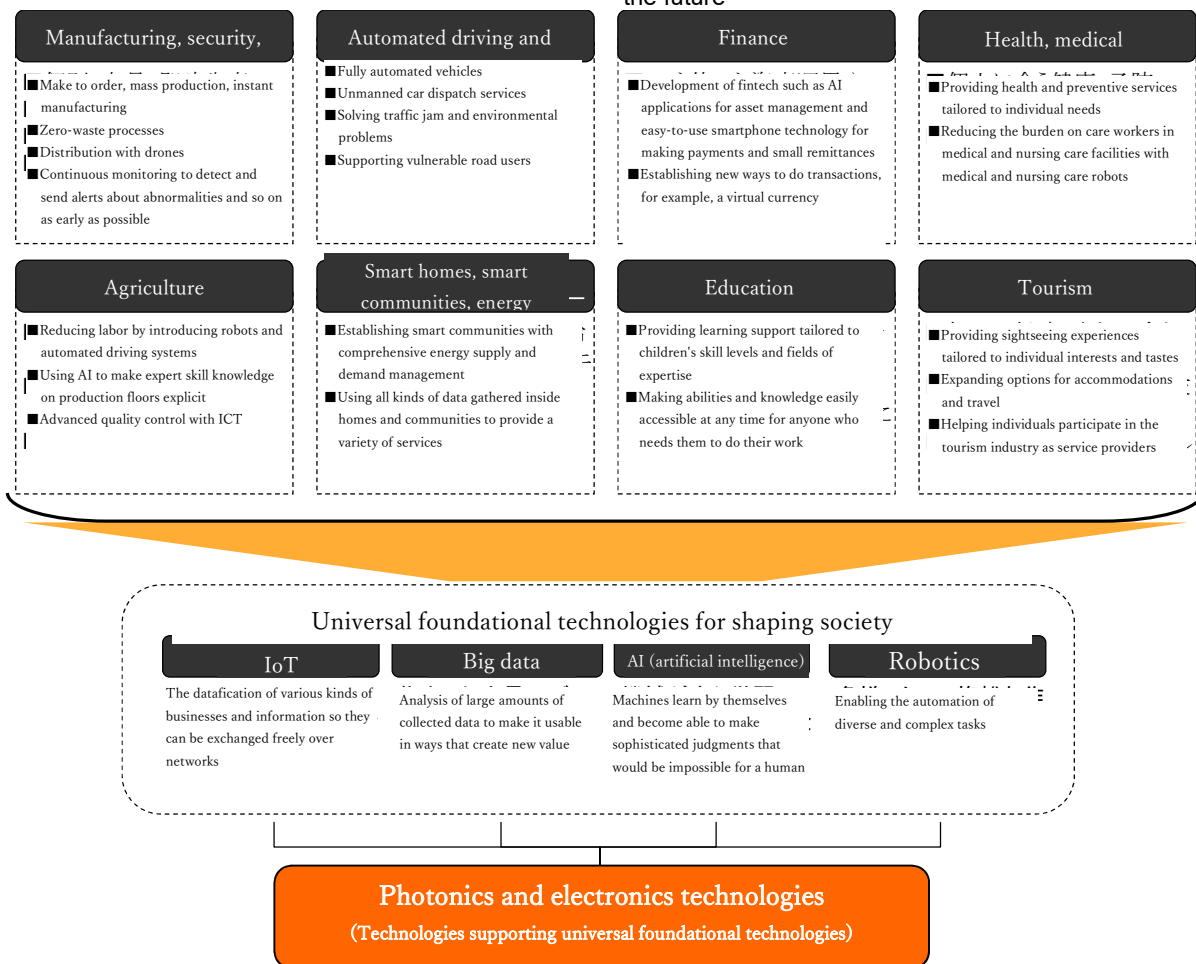 the future
Manufacturing, security,
■Make to order, mass production, instant
manufacturing
■Zero-waste processes
■Distribution with drones
■Continuous monitoring to detect and
send alerts about abnormalities and so on
as early as possible
Automated driving and
■Fully automated vehicles
■Unmanned car dispatch services
■Solving traffic jam and environmental
problems
■Supporting vulnerable road users
Finance
■Development of fintech such as AI
applications for asset management and
easy-to-use smartphone technology for
making payments and small remittances
■Establishing new ways to do transactions,
for example, a virtual currency
Health, medical
■Providing health and preventive services
tailored to individual needs
■Reducing the burden on care workers in
medical and nursing care facilities with
medical and nursing care robots
Agriculture
■Reducing labor by introducing robots and
automated driving systems
■Using AI to make expert skill knowledge
on production floors explicit
■Advanced quality control with ICT
Smart homes, smart
communities, energy
■Establishing smart communities with
comprehensive energy supply and
demand management
■Using all kinds of data gathered inside
homes and communities to provide a
variety of services
Education
■Providing learning support tailored to
children's skill levels and fields of
expertise
■Making abilities and knowledge easily
accessible at any time for anyone who
needs them to do their work
Tourism
■Providing sightseeing experiences
tailored to individual interests and tastes
■Expanding options for accommodations
and travel
■Helping individuals participate in the
tourism industry as service providers
Universal foundational technologies for shaping society
IoT
The datafication of various kinds of
businesses and information so they
can be exchanged freely over
networks
Big data
Analysis of large amounts of
collected data to make it usable
in ways that create new value
AI (artificial intelligence)
Machines learn by themselves
and become able to make
sophisticated judgments that
would be impossible for a human
Robotics
Enabling the automation of
diverse and complex tasks
Photonics and electronics technologies
(Technologies supporting universal foundational technologies)